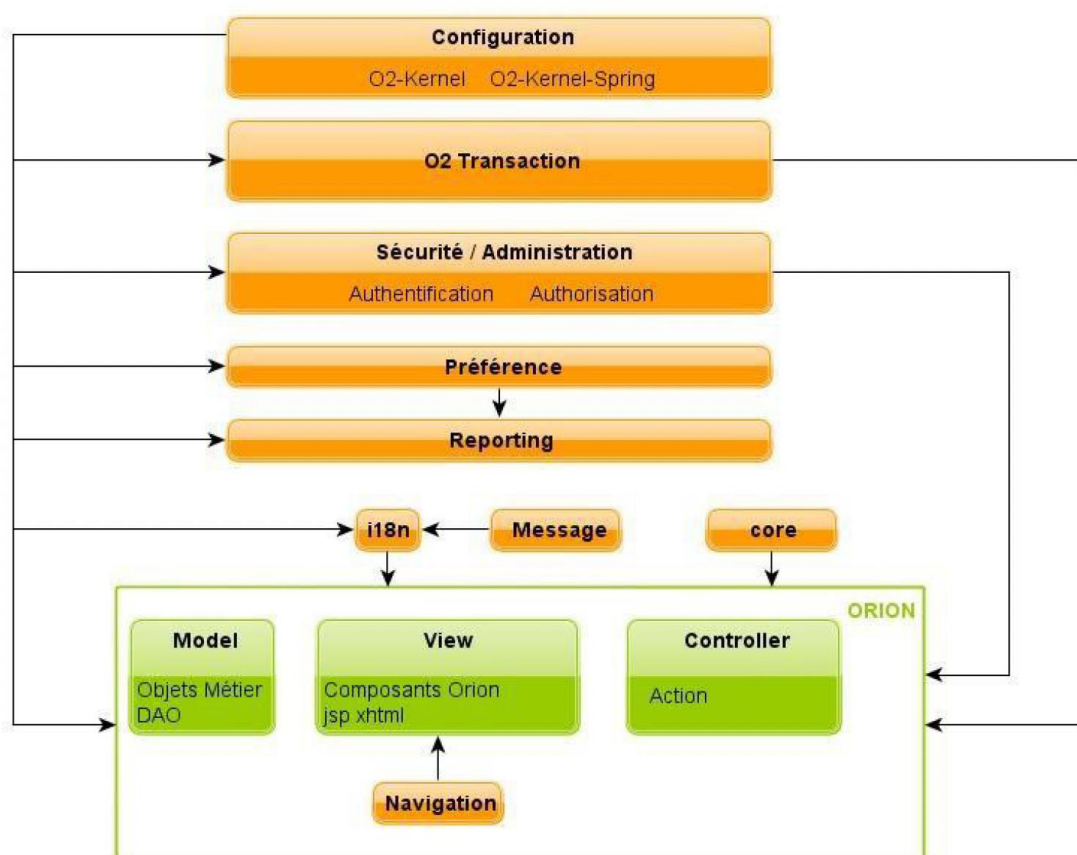 Configuration
O2-Kernel O2-Kernel-Spring
O2 Transaction
Sécurité / Administration
Authentification Authorisation
Préférence
Reporting
i18n
Message
core
ORION
Model
Objets Métier
DAO
View
Composants Orion
jsp xhtml
Controller
Action
Navigation